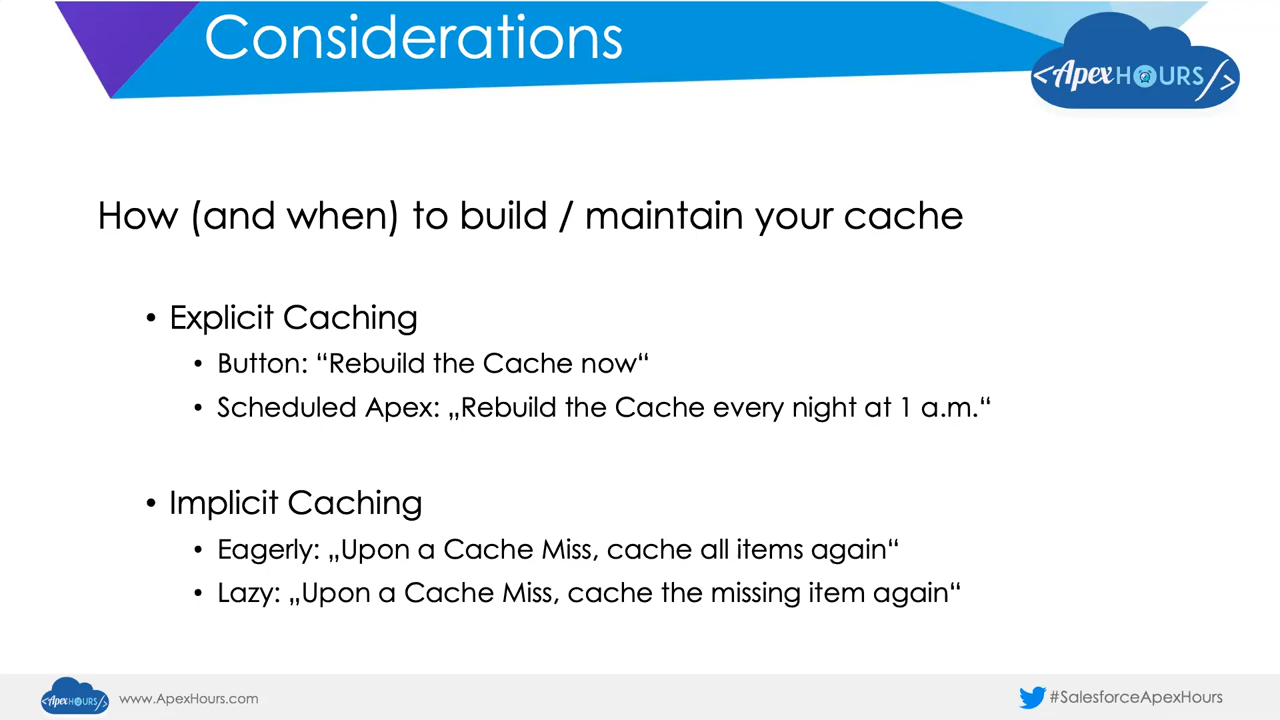 Considerations
<ApexHOURS/>
How (and when) to build / maintain your cache
• Explicit Caching
• Button: “Rebuild the Cache now“
• Scheduled Apex: „Rebuild the Cache every night at 1 a.m.“
• Implicit Caching
• Eagerly: „Upon a Cache Miss, cache all items again“
• Lazy: „Upon a Cache Miss, cache the missing item again“
<ApexHOURS/>
www.ApexHours.com
#SalesforceApexHours